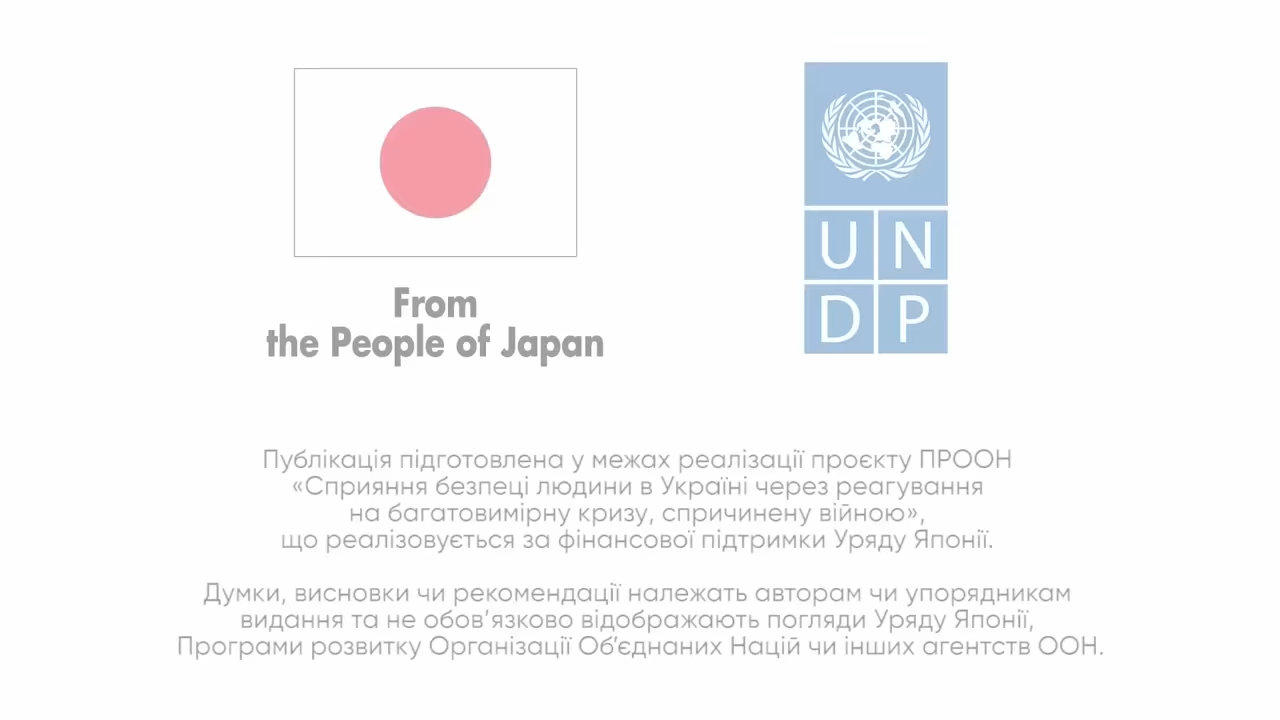 From
the People of Japan
U N
D P
Публікація підготовлена у межах реалізації проєкту ПРООН
«Сприяння безпеці людини в Україні через реагування
на багатовимірну кризу, спричинену війною»,
що реалізовується за фінансової підтримки Уряду Японії.
Думки, висновки чи рекомендації належать авторам чи упорядникам
видання та не обов’язково відображають погляди Уряду Японії,
Програми розвитку Організації Об’єднаних Націй чи інших агентств ООН.